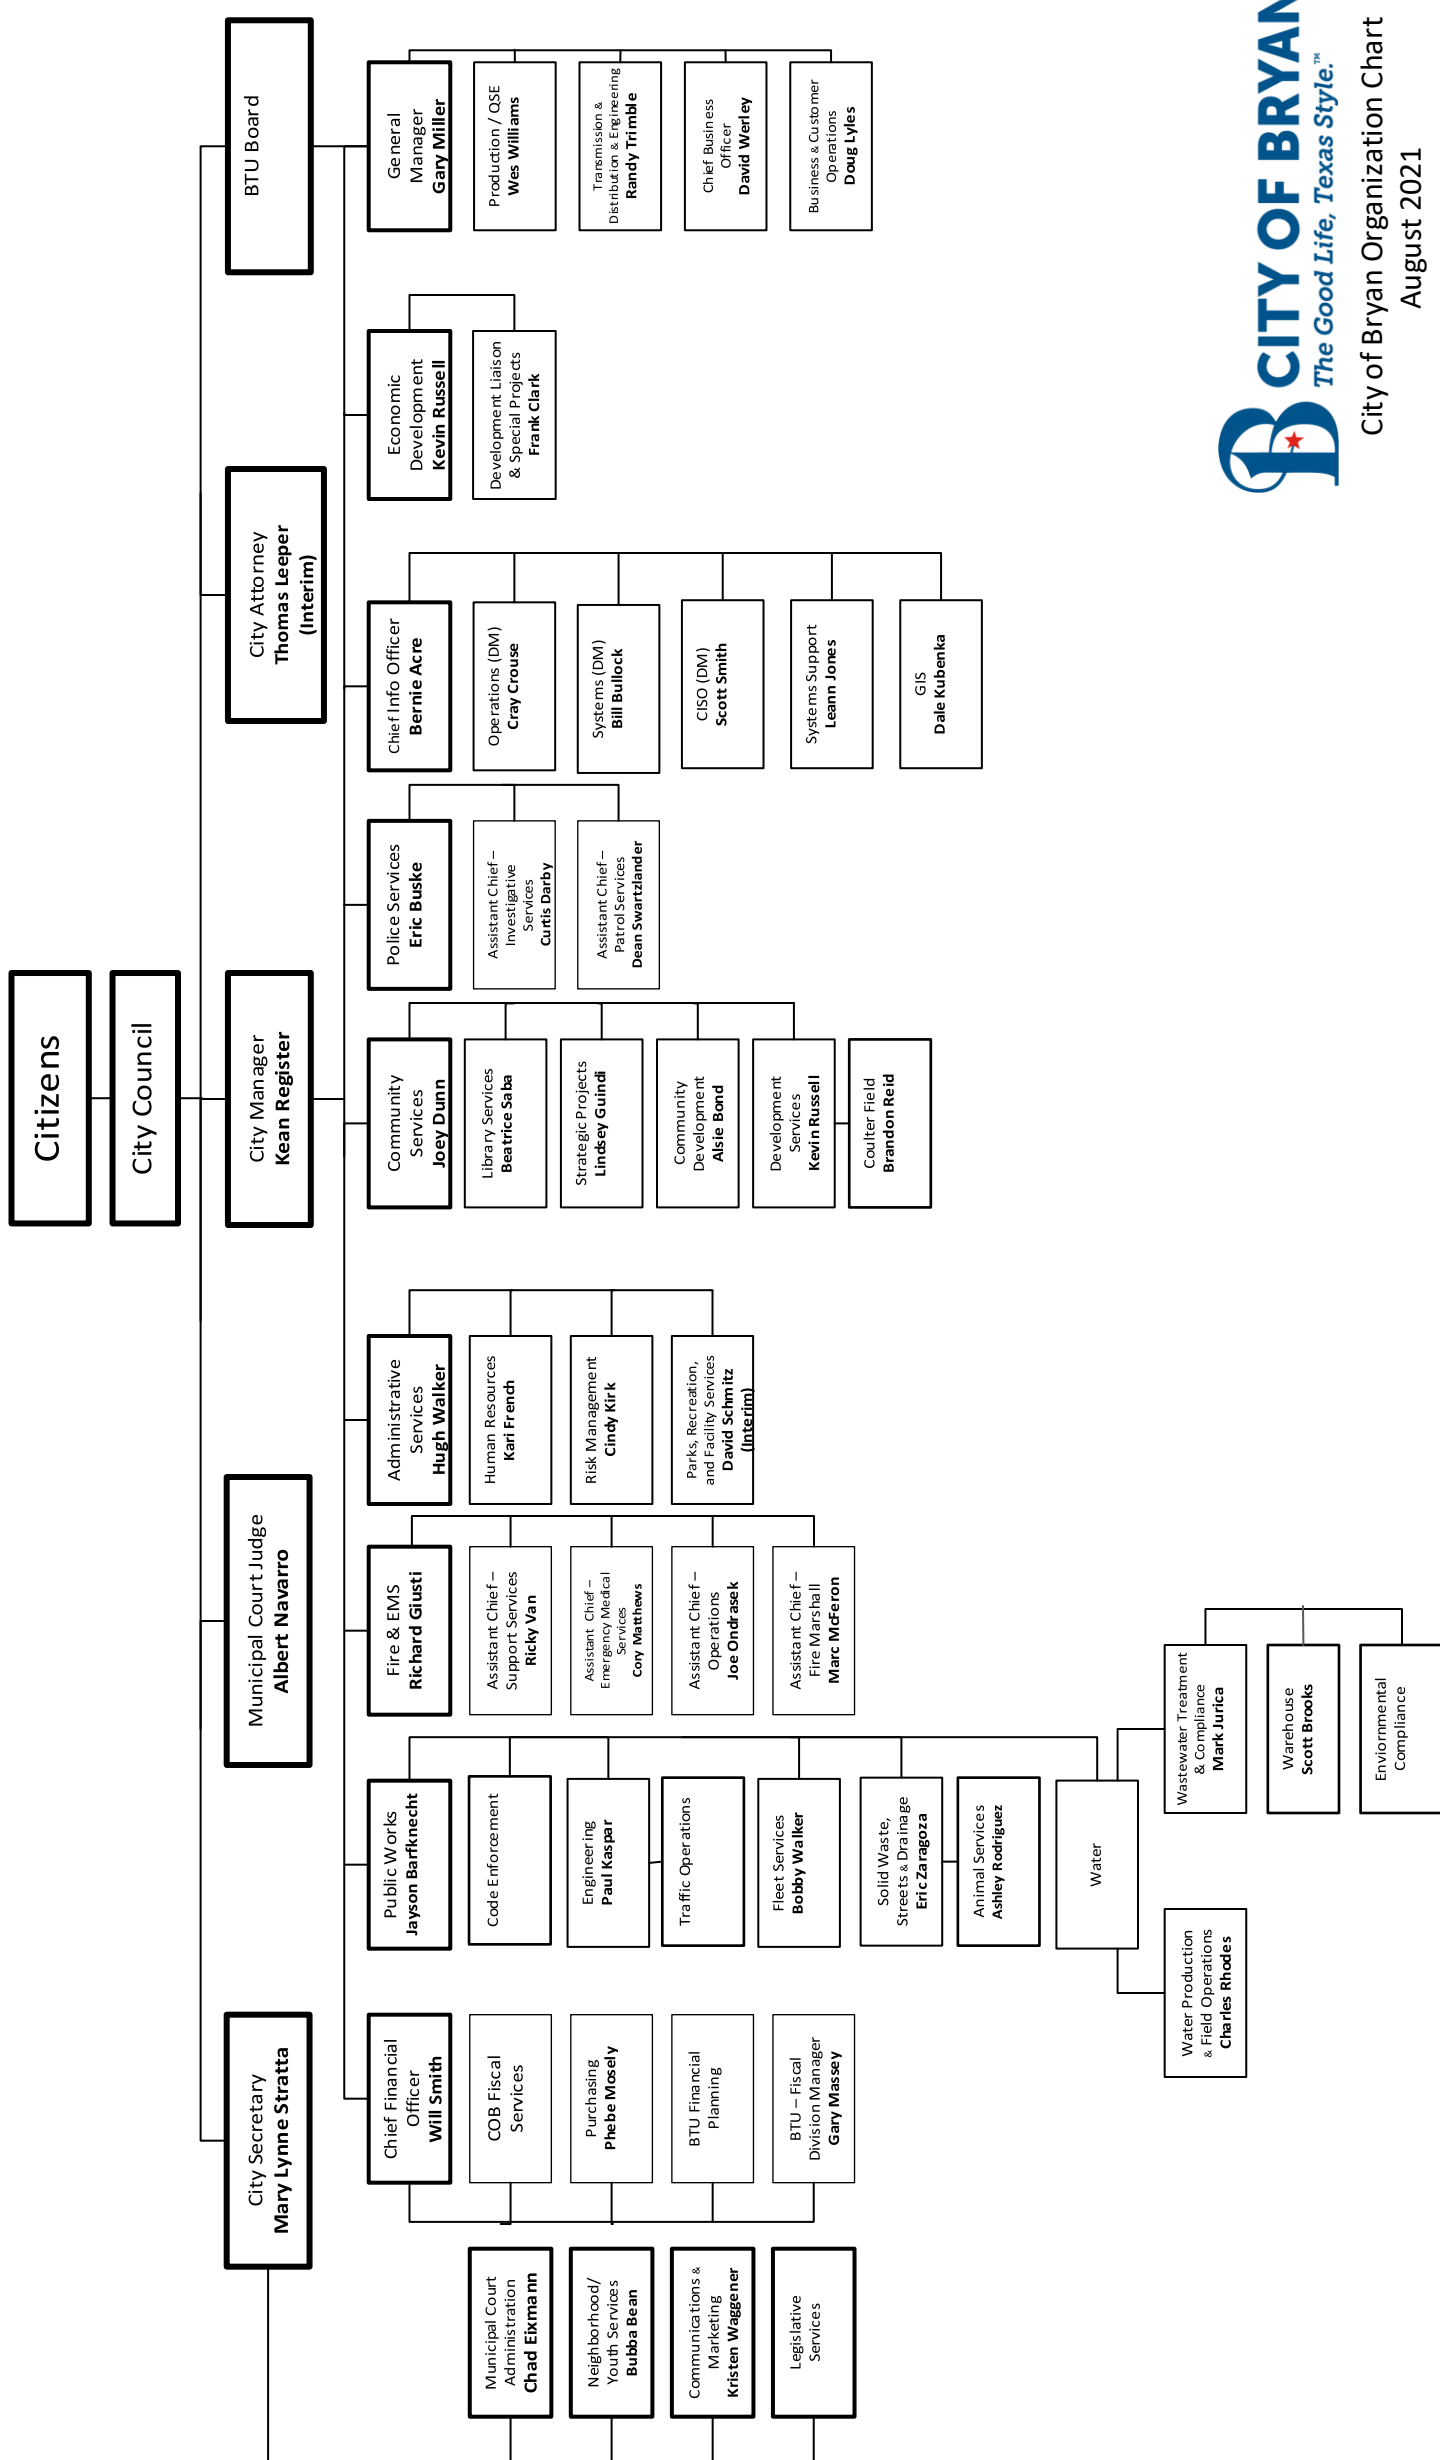 Citizens
City Council
City Secretary
Mary Lynne Stratta
Municipal Court Judge
Albert Navarro
City Manager
Kean Register
City Attorney
Thomas Leeper
(Interim)
BTU Board
Municipal Court
Administration
Chad Eixmann
Neighborhood/
Youth Services
Bubba Bean
Communications &
Marketing
Kristen Waggener
Legislative
Services
Chief Financial
Officer
Will Smith
COB Fiscal
Services
Purchasing
Phebe Mosely
BTU Financial
Planning
BTU – Fiscal
Division Manager
Gary Massey
Public Works
Jayson Barfknecht
Code Enforcement
Engineering
Paul Kaspar
Traffic Operations
Fleet Services
Bobby Walker
Solid Waste,
Streets & Drainage
Eric Zaragoza
Animal Services
Ashley Rodriguez
Water
Water Production
& Field Operations
Charles Rhodes
Wastewater Treatment
& Compliance
Mark Jurica
Warehouse
Scott Brooks
Enviornmental
Compliance
Fire & EMS
Richard Giusti
Assistant Chief –
Support Services
Ricky Van
Assistant Chief –
Emergency Medical
Services
Cory Matthews
Assistant Chief –
Operations
Joe Ondrasek
Assistant Chief –
Fire Marshall
Marc McFeron
Administrative
Services
Hugh Walker
Human Resources
Kari French
Risk Management
Cindy Kirk
Parks, Recreation,
and Facility Services
David Schmitz
(Interim)
Community
Services
Joey Dunn
Library Services
Beatrice Saba
Strategic Projects
Lindsey Guindi
Community
Development
Alsie Bond
Development
Services
Kevin Russell
Coulter Field
Brandon Reid
Police Services
Eric Buske
Assistant Chief –
Investigative
Services
Curtis Darby
Assistant Chief –
Patrol Services
Dean Swartzlander
Chief Info Officer
Bernie Acre
Operations (DM)
Cray Crouse
Systems (DM)
Bill Bullock
CISO (DM)
Scott Smith
Systems Support
Leann Jones
GIS
Dale Kubenka
Economic
Development
Kevin Russell
Development Liaison
& Special Projects
Frank Clark
General
Manager
Gary Miller
Production / QSE
Wes Williams
Transmission &
Distribution & Engineering
Randy Trimble
Chief Business
Officer
David Werley
Business & Customer
Operations
Doug Lyles
B CITY OF BRYAN
The Good Life, Texas Style.™
City of Bryan Organization Chart
August 2021